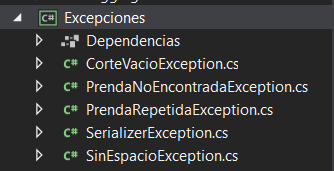 C# Excepciones
Dependencias
C# CorteVacioException.cs
C# PrendaNoEncontradaException.cs
C# PrendaRepetidaException.cs
C# SerializerException.cs
C# SinEspacioException.cs